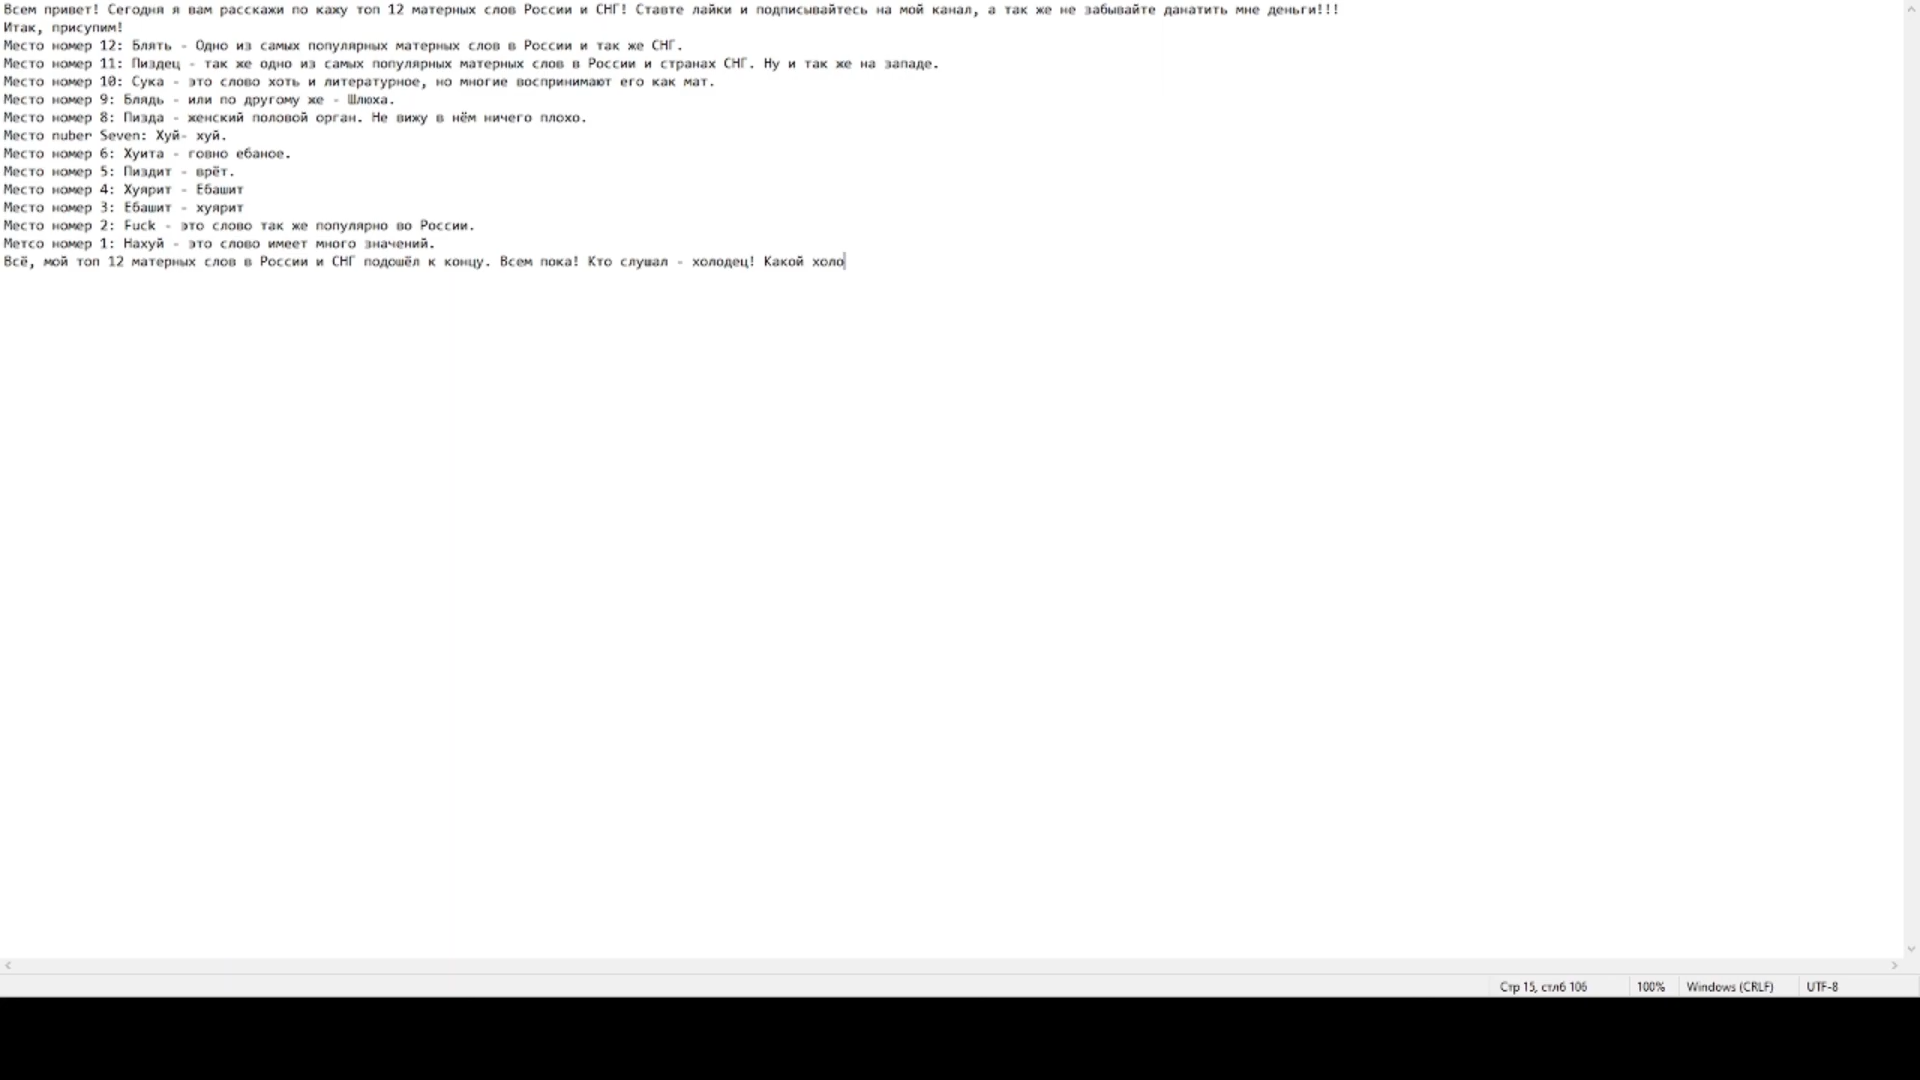 Всем привет! Сегодня я вам расскажи по кажу топ 12 матерных слов России и СНГ! Ставте лайки и подписывайтесь на мой канал, а так же не забывайте данатить мне деньги!!!
Итак, присупим!
Место номер 12: Блять - Одно из самых популярных матерных слов в России и так же СНГ.
Место номер 11: Пиздец - так же одно из самых популярных матерных слов в России и странах СНГ. Ну и так же на западе.
Место номер 10: Сука - это слово хоть и литературное, но многие воспринимают его как мат.
Место номер 9: Блядь - или по другому же - Шлюха.
Место номер 8: Пизда - женский половой орган. Не вижу в нём ничего плохо.
Место nuber Seven: Хуй- хуй.
Место номер 6: Хуита - говно ебаное.
Место номер 5: Пиздит - врёт.
Место номер 4: Хуярит - Ебашит
Место номер 3: Ебашит - хуярит
Место номер 2: Fuck - это слово так же популярно во России.
Метсо номер 1: Нахуй - это слово имеет много значений.
Всё, мой топ 12 матерных слов в России и СНГ подошёл к концу. Всем пока! Кто слушал - холодец! Какой холо
Стр 15, стлб 106 100% Windows (CRLF) UTF-8